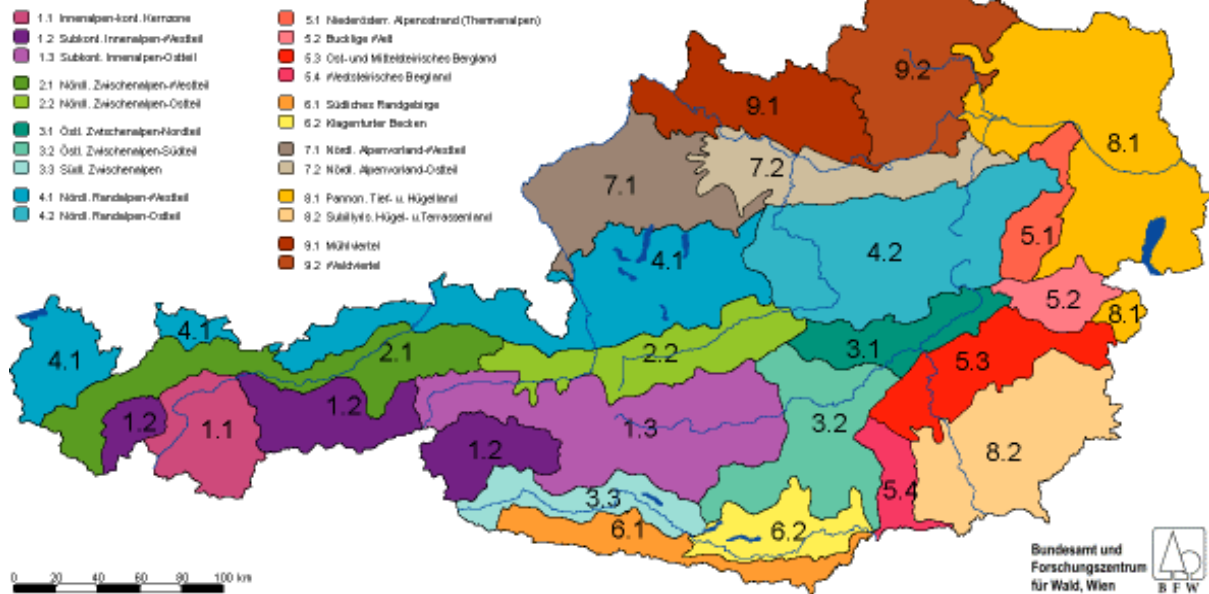 1.1 Innenalpen-kont. Kernzone
1.2 Subkont. Innenalpen-Westteil
1.3 Subkont. Innenalpen-Ostteil
2.1 Nördl. Zwischenalpen-Westteil
2.2 Nördl. Zwischenalpen-Ostteil
3.1 Östl. Zwischenalpen-Nordteil
3.2 Östl. Zwischenalpen-Südteil
3.3 Südl. Zwischenalpen
4.1 Nördl. Randalpen-Westteil
4.2 Nördl. Randalpen-Ostteil
5.1 Niederösterr. Alpenostrand (Thermenalpen)
5.2 Bucklige Welt
5.3 Ost- und Mittelsteirisches Bergland
5.4 Weststeirisches Bergland
6.1 Südliches Randgebirge
6.2 Klagenfurter Becken
7.1 Nördl. Alpenvorland-Westteil
7.2 Nördl. Alpenvorland-Ostteil
8.1 Pannon. Tief- u. Hügelland
8.2 Subillyris. Hügel- u.Terrassenland
9.1 Mühlviertel
9.2 Waldviertel
9.2
9.1
8.1
7.2
7.1
5.1
4.2
4.1
5.2
8.1
4.1
4.1
2.1
2.2
3.1
5.3
1.2
1.2
1.1
1.3
3.2
1.2
8.2
5.4
3.3
6.1
6.2
0 20 40 60 80 100 km
Bundesamt und
Forschungszentrum
für Wald, Wien
B F W